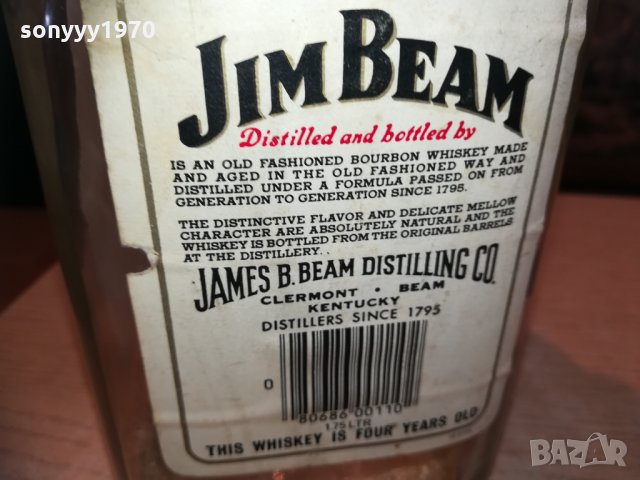 sonyyy1970
JIM BEAM
Distilled and bottled by
IS AN OLD FASHIONED BOURBON WHISKEY MADE
AND AGED IN THE OLD FASHIONED WAY AND
DISTILLED UNDER A FORMULA PASSED ON FROM
GENERATION TO GENERATION SINCE 1795.
THE DISTINCTIVE FLAVOR AND DELICATE MELLOW
CHARACTER ARE ABSOLUTELY NATURAL AND THE
WHISKEY IS BOTTLED FROM THE ORIGINAL BARRELS
AT THE DISTILLERY.
JAMES B. BEAM DISTILLING CO.
CLERMONT · BEAM
KENTUCKY
DISTILLERS SINCE 1795
0
80686 00110
1.75 LTR
THIS WHISKEY IS FOUR YEARS OLD
BAZAR